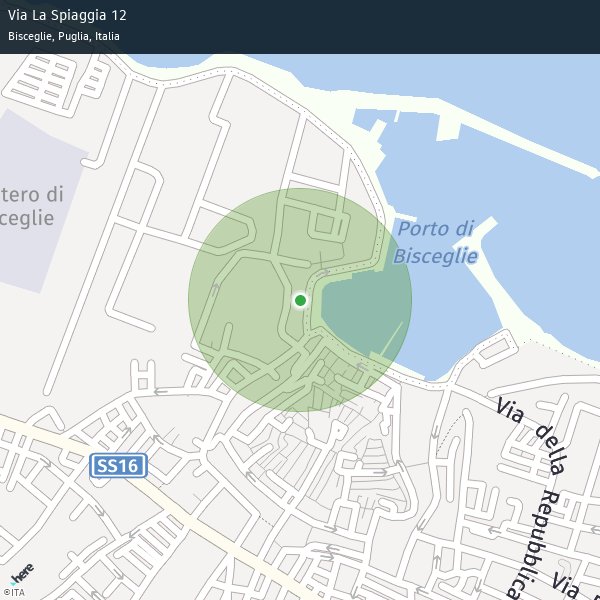 Via La Spiaggia 12
Bisceglie, Puglia, Italia
tero di
sceglie
Porto di
Bisceglie
Via della Repubblica
SS16
Via
here
©ITA